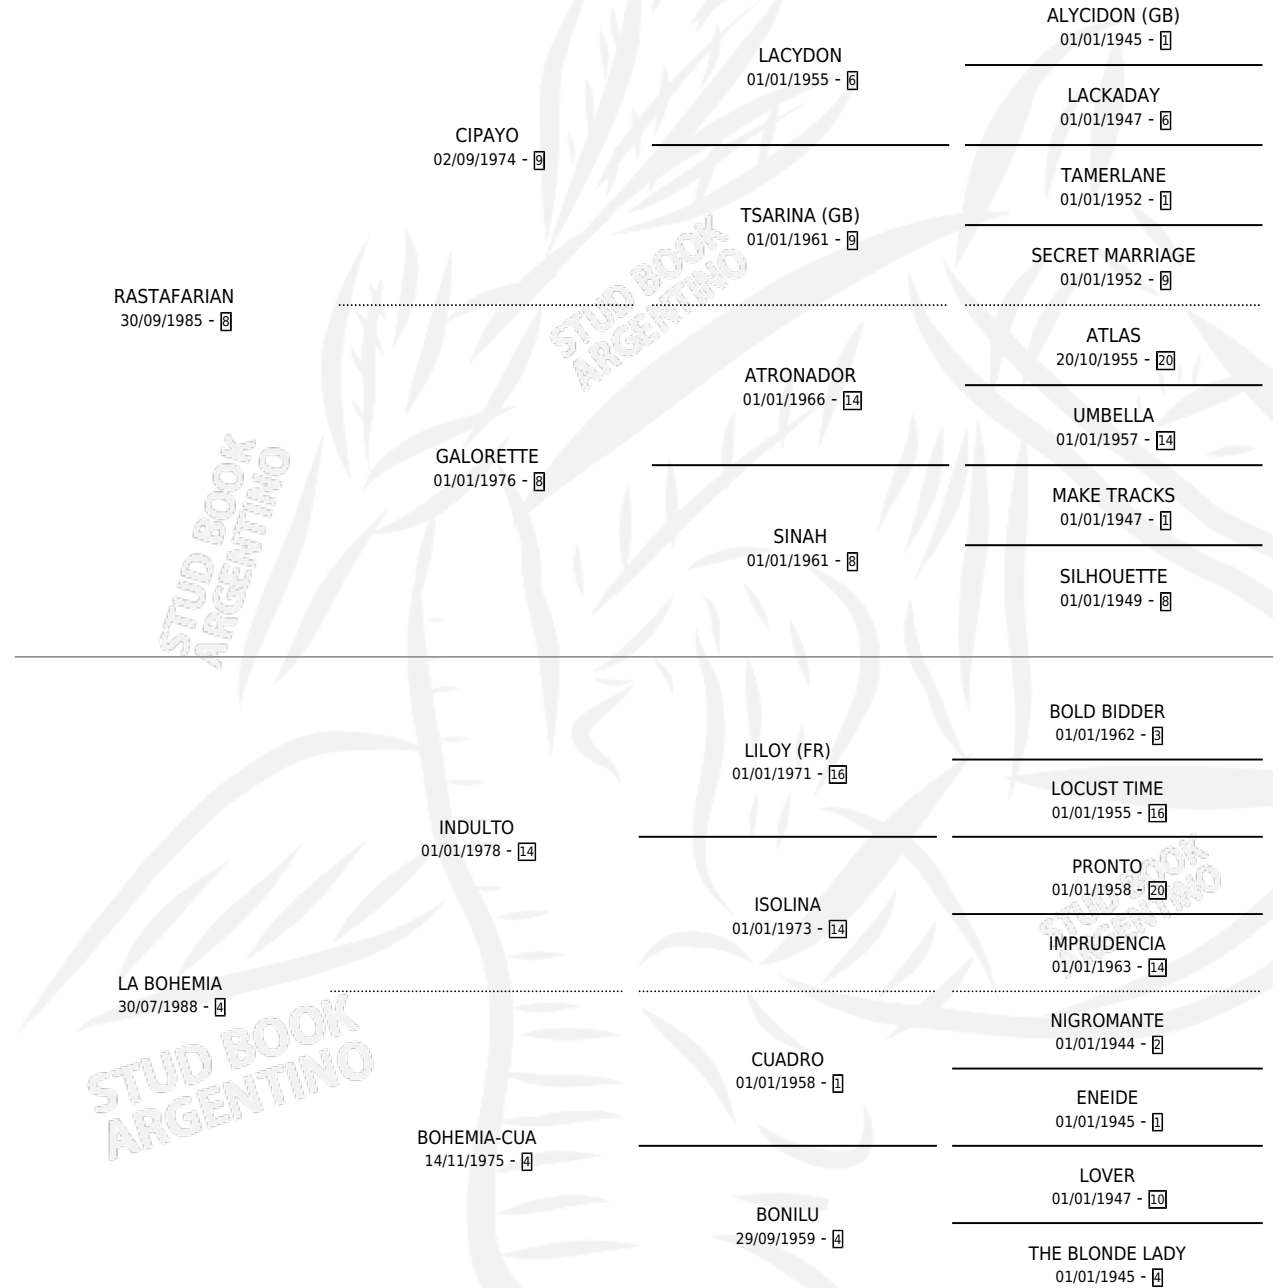 ALYCIDON (GB)
01/01/1945 - 1
LACYDON
01/01/1955 - 6
LACKADAY
01/01/1947 - 6
CIPAYO
02/09/1974 - 9
TAMERLANE
01/01/1952 - 1
TSARINA (GB)
01/01/1961 - 9
SECRET MARRIAGE
01/01/1952 - 9
RASTAFARIAN
30/09/1985 - 8
STUD BOOK
ARGENTINO
ATLAS
20/10/1955 - 20
ATRONADOR
01/01/1966 - 14
UMBELLA
01/01/1957 - 14
GALORETTE
01/01/1976 - 8
MAKE TRACKS
01/01/1947 - 1
SINAH
01/01/1961 - 8
SILHOUETTE
01/01/1949 - 8
STUD BOOK
ARGENTINO
BOLD BIDDER
01/01/1962 - 3
LILOY (FR)
01/01/1971 - 16
LOCUST TIME
01/01/1955 - 16
INDULTO
01/01/1978 - 14
PRONTO
01/01/1958 - 20
ISOLINA
01/01/1973 - 14
STUD BOOK
ARGENTINO
IMPRUDENCIA
01/01/1963 - 14
LA BOHEMIA
30/07/1988 - 4
STUD BOOK
ARGENTINO
NIGROMANTE
01/01/1944 - 2
CUADRO
01/01/1958 - 1
ENEIDE
01/01/1945 - 1
BOHEMIA-CUA
14/11/1975 - 4
LOVER
01/01/1947 - 10
BONILU
29/09/1959 - 4
THE BLONDE LADY
01/01/1945 - 4